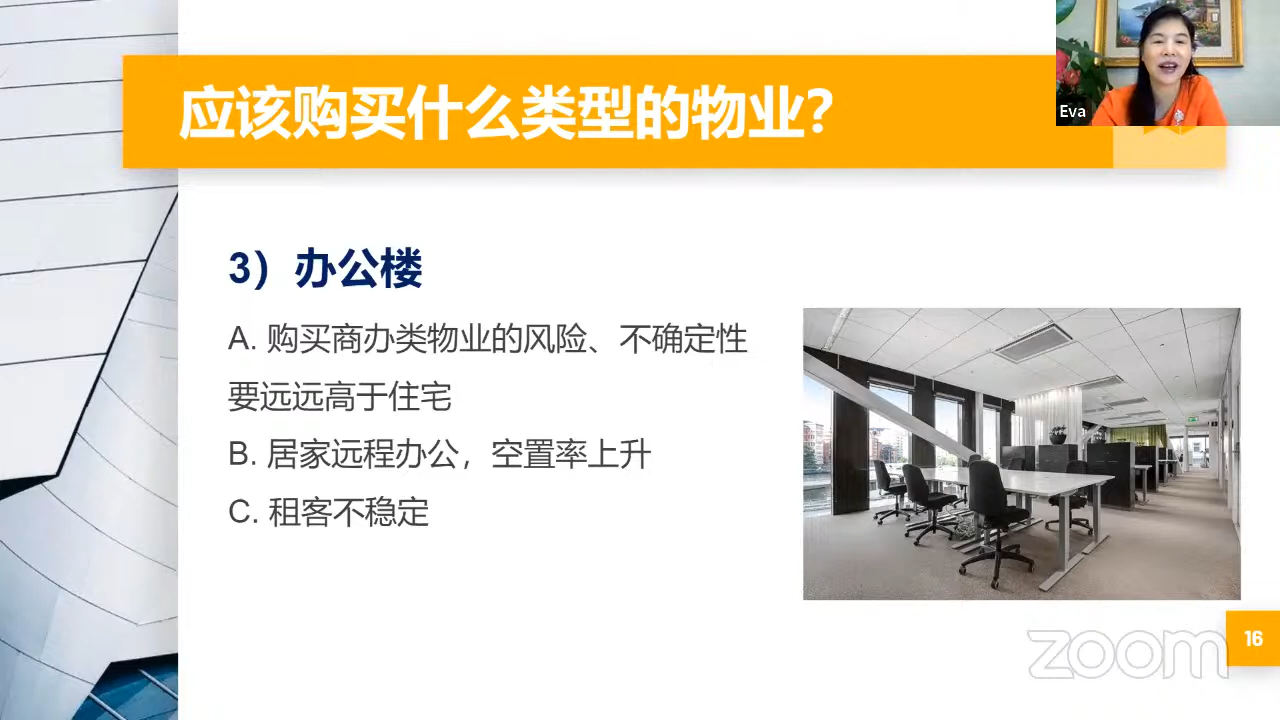 应该购买什么类型的物业?
Eva
3）办公楼
A. 购买商办类物业的风险、不确定性
要远远高于住宅
B. 居家远程办公，空置率上升
C. 租客不稳定
zoom
16